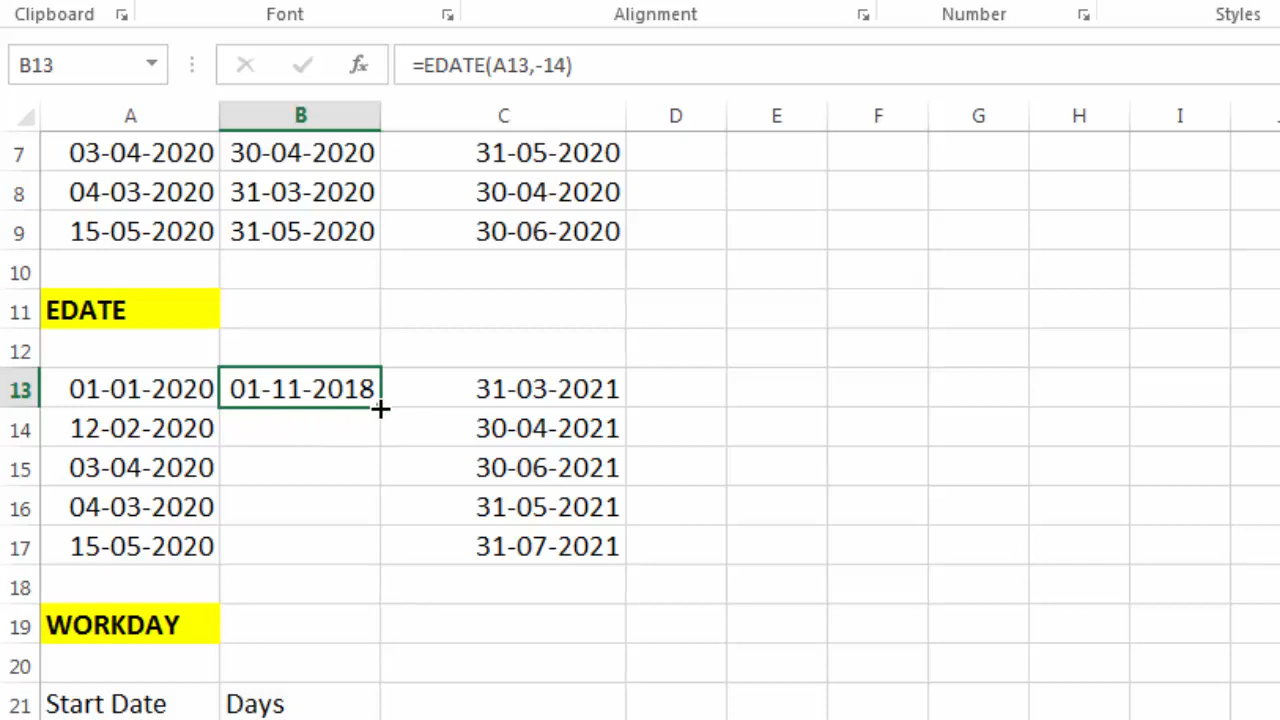 Clipboard Font Alignment Number Styles
B13 fx =EDATE(A13,-14)
A B C D E F G H I
7 03-04-2020 30-04-2020 31-05-2020
8 04-03-2020 31-03-2020 30-04-2020
9 15-05-2020 31-05-2020 30-06-2020
10
11 EDATE
12
13 01-01-2020 01-11-2018 31-03-2021
14 12-02-2020 30-04-2021
15 03-04-2020 30-06-2021
16 04-03-2020 31-05-2021
17 15-05-2020 31-07-2021
18
19 WORKDAY
20
21 Start Date Days